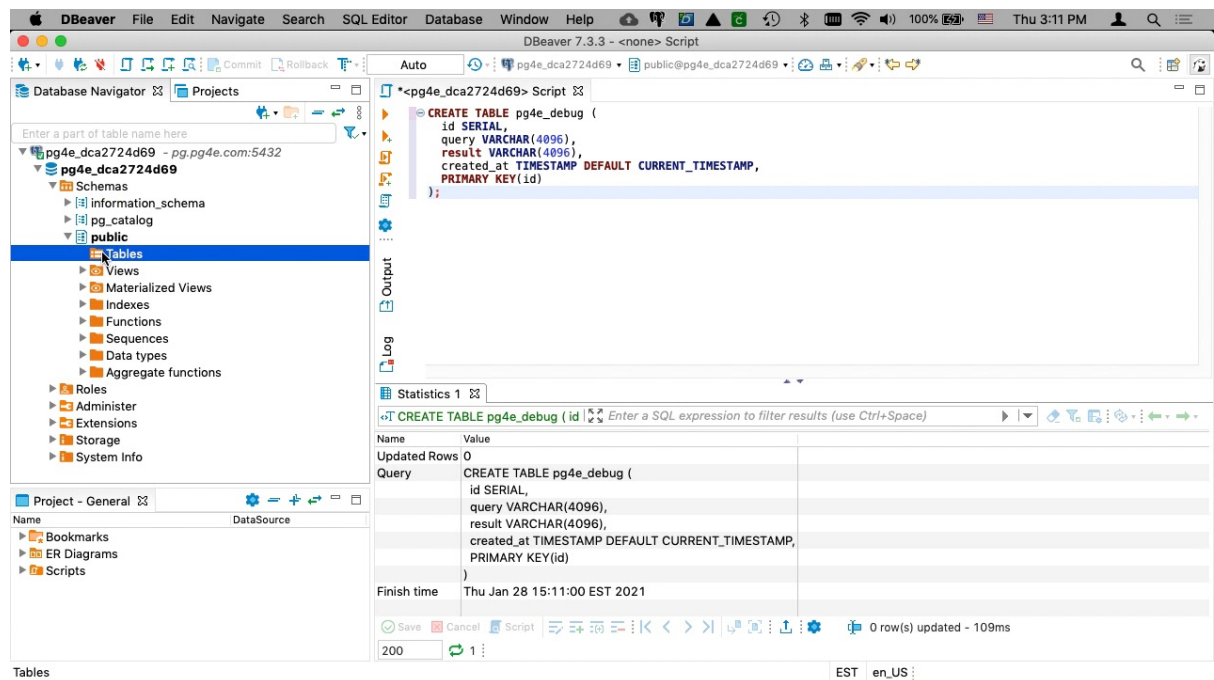 DBeaver File Edit Navigate Search SQL Editor Database Window Help 100% Thu 3:11 PM
DBeaver 7.3.3 - <none> Script
Commit Rollback Auto pg4e_dca2724d69 public@pg4e_dca2724d69
Database Navigator Projects
*<pg4e_dca2724d69> Script
Enter a part of table name here
pg4e_dca2724d69 - pg.pg4e.com:5432
pg4e_dca2724d69
Schemas
information_schema
pg_catalog
public
Tables
Views
Materialized Views
Indexes
Functions
Sequences
Data types
Aggregate functions
Roles
Administer
Extensions
Storage
System Info
CREATE TABLE pg4e_debug (
id SERIAL,
query VARCHAR(4096),
result VARCHAR(4096),
created_at TIMESTAMP DEFAULT CURRENT_TIMESTAMP,
PRIMARY KEY(id)
);
Output
Log
Project - General
Name DataSource
Bookmarks
ER Diagrams
Scripts
Statistics 1
CREATE TABLE pg4e_debug ( id Enter a SQL expression to filter results (use Ctrl+Space)
Name Value
Updated Rows 0
Query CREATE TABLE pg4e_debug (
id SERIAL,
query VARCHAR(4096),
result VARCHAR(4096),
created_at TIMESTAMP DEFAULT CURRENT_TIMESTAMP,
PRIMARY KEY(id)
)
Finish time Thu Jan 28 15:11:00 EST 2021
Save Cancel Script 0 row(s) updated - 109ms
200 1
Tables EST en_US